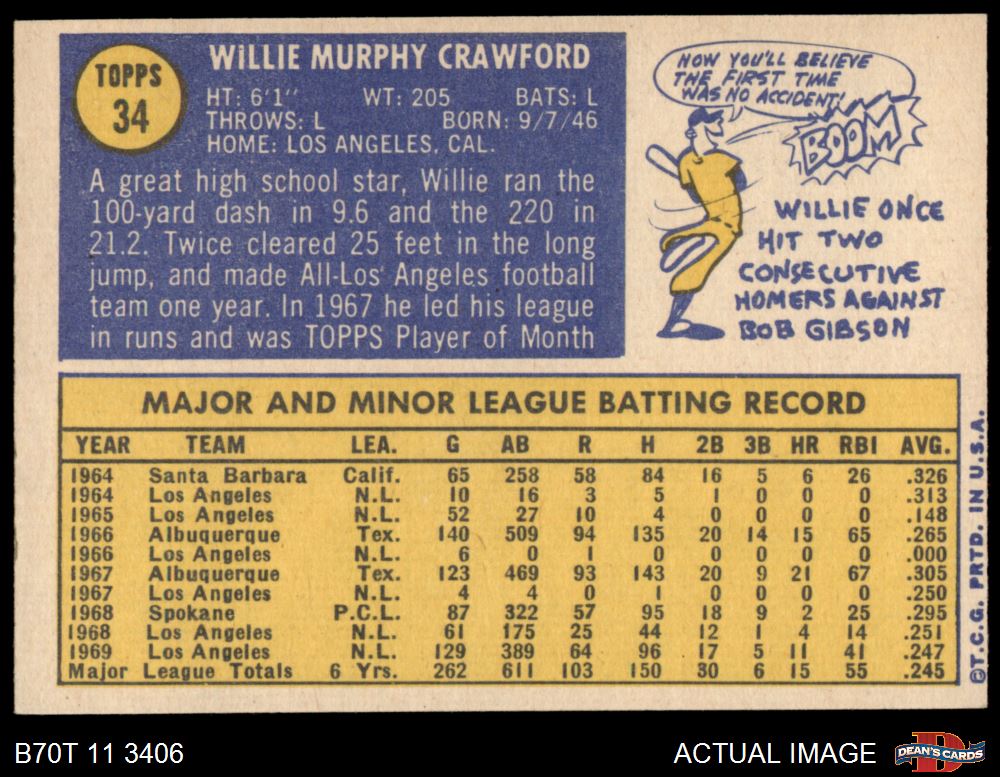 TOPPS
34
WILLIE MURPHY CRAWFORD
HT: 6'1" WT: 205 BATS: L
THROWS: L BORN: 9/7/46
HOME: LOS ANGELES, CAL.
A great high school star, Willie ran the
100-yard dash in 9.6 and the 220 in
21.2. Twice cleared 25 feet in the long
jump, and made All-Los Angeles football
team one year. In 1967 he led his league
in runs and was TOPPS Player of Month
NOW YOU'LL BELIEVE
THE FIRST TIME
WAS NO ACCIDENT!
BOOM
WILLIE ONCE
HIT TWO
CONSECUTIVE
HOMERS AGAINST
BOB GIBSON
MAJOR AND MINOR LEAGUE BATTING RECORD
YEAR TEAM LEA. G AB R H 2B 3B HR RBI AVG.
1964 Santa Barbara Calif. 65 258 58 84 16 5 6 26 .326
1964 Los Angeles N.L. 10 16 3 5 1 0 0 0 .313
1965 Los Angeles N.L. 52 27 10 4 0 0 0 0 .148
1966 Albuquerque Tex. 140 509 94 135 20 14 15 65 .265
1966 Los Angeles N.L. 6 0 1 0 0 0 0 0 .000
1967 Albuquerque Tex. 123 469 93 143 20 9 21 67 .305
1967 Los Angeles N.L. 4 4 0 1 0 0 0 0 .250
1968 Spokane P.C.L. 87 322 57 95 18 9 2 25 .295
1968 Los Angeles N.L. 61 175 25 44 12 1 4 14 .251
1969 Los Angeles N.L. 129 389 64 96 17 5 11 41 .247
Major League Totals 6 Yrs. 262 611 103 150 30 6 15 55 .245
©T.C.G. PRTD. IN U.S.A.
B70T 11 3406
ACTUAL IMAGE
DEAN'S CARDS